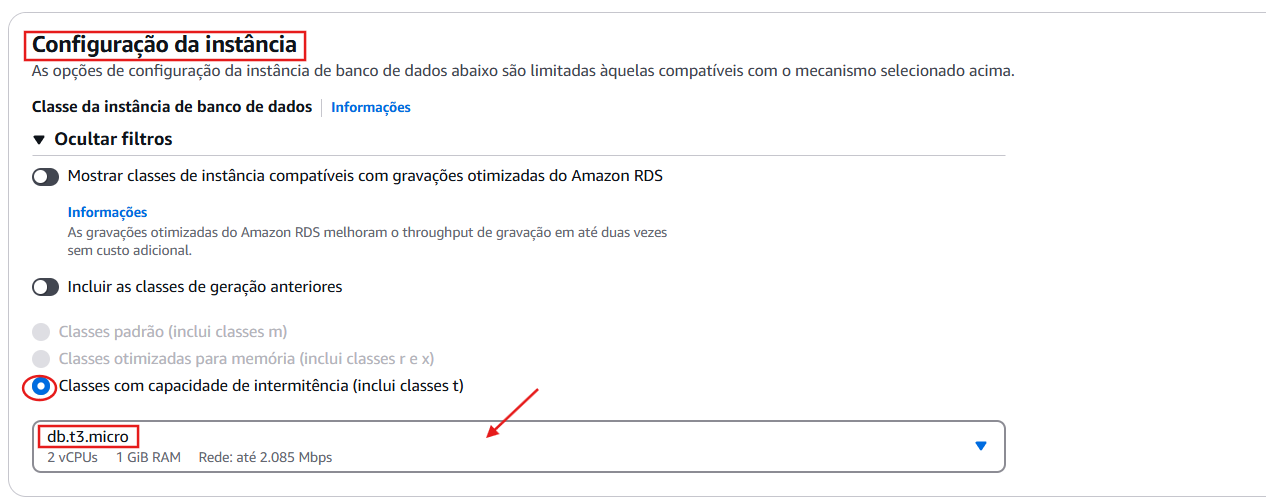 Configuração da instância
As opções de configuração da instância de banco de dados abaixo são limitadas àquelas compatíveis com o mecanismo selecionado acima.
Classe da instância de banco de dados Informações
Ocultar filtros
Mostrar classes de instância compatíveis com gravações otimizadas do Amazon RDS
Informações
As gravações otimizadas do Amazon RDS melhoram o throughput de gravação em até duas vezes
sem custo adicional.
Incluir as classes de geração anteriores
Classes padrão (inclui classes m)
Classes otimizadas para memória (inclui classes r e x)
Classes com capacidade de intermitência (inclui classes t)
db.t3.micro
2 vCPUs 1 GiB RAM Rede: até 2.085 Mbps